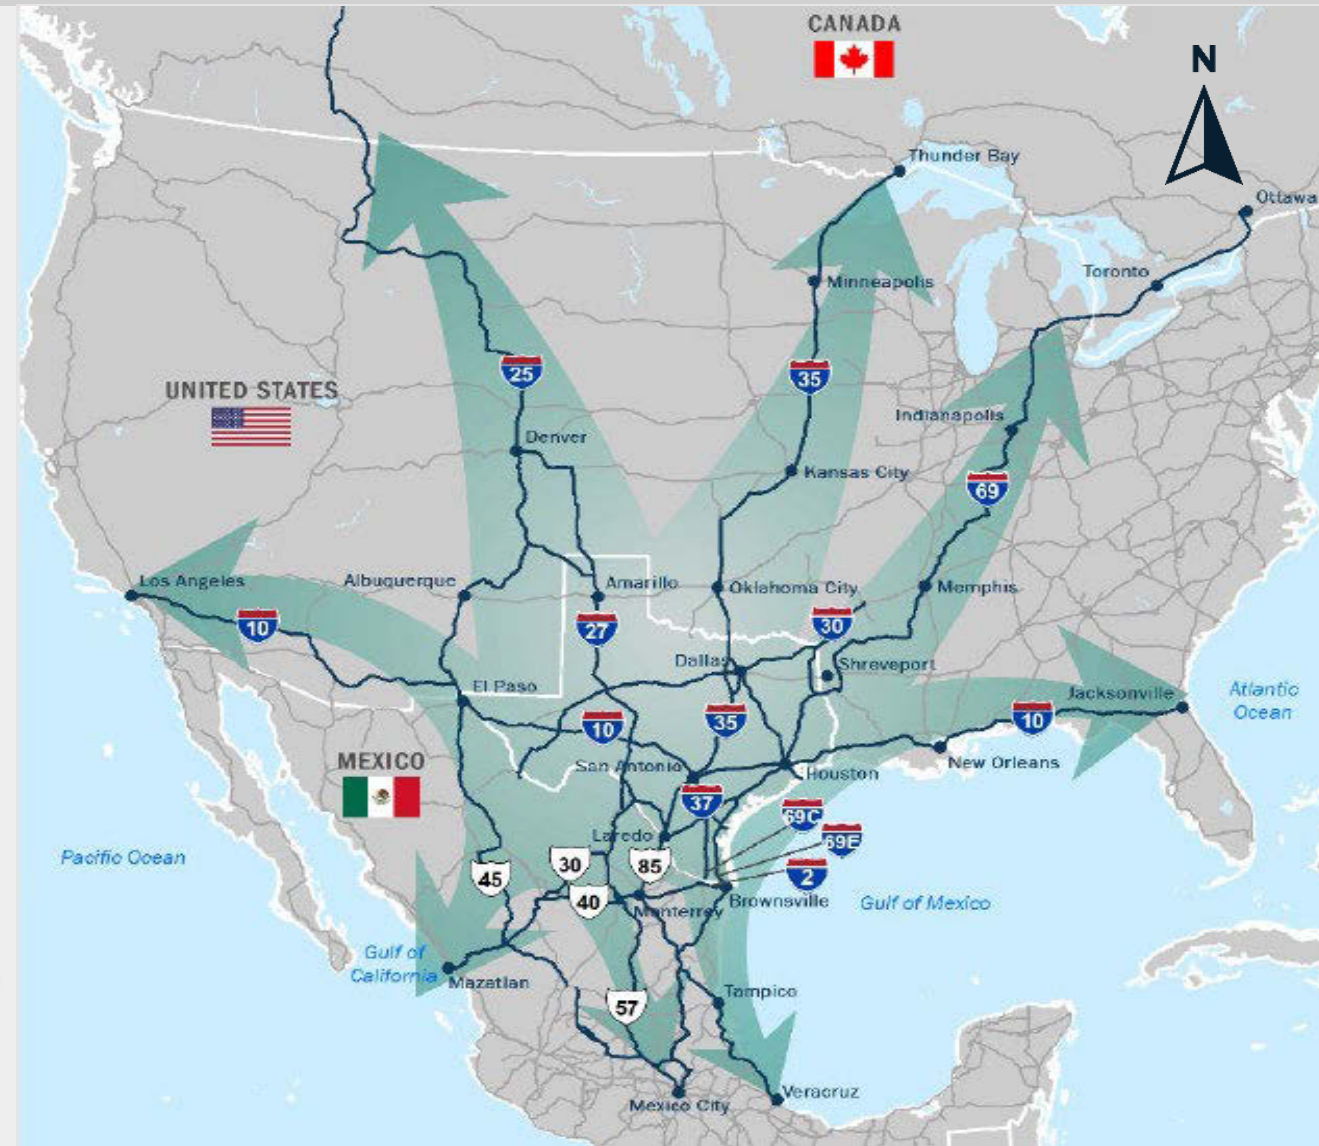 CANADA
N
Thunder Bay
Ottawa
Toronto
Minneapolis
UNITED STATES
25
35
Indianapolis
Denver
Kansas City
69
Los Angeles
Albuquerque
Amarillo
Oklahoma City
Memphis
10
27
30
Dallas
Shreveport
El Paso
Jacksonville
Atlantic
Ocean
10
35
10
MEXICO
San Antonio
Houston
New Orleans
37
69C
Laredo
69E
Pacific Ocean
45
30
85
2
40
Monterrey
Brownsville
Gulf of Mexico
Gulf of
California
Mazatlan
Tampico
57
Veracruz
Mexico City